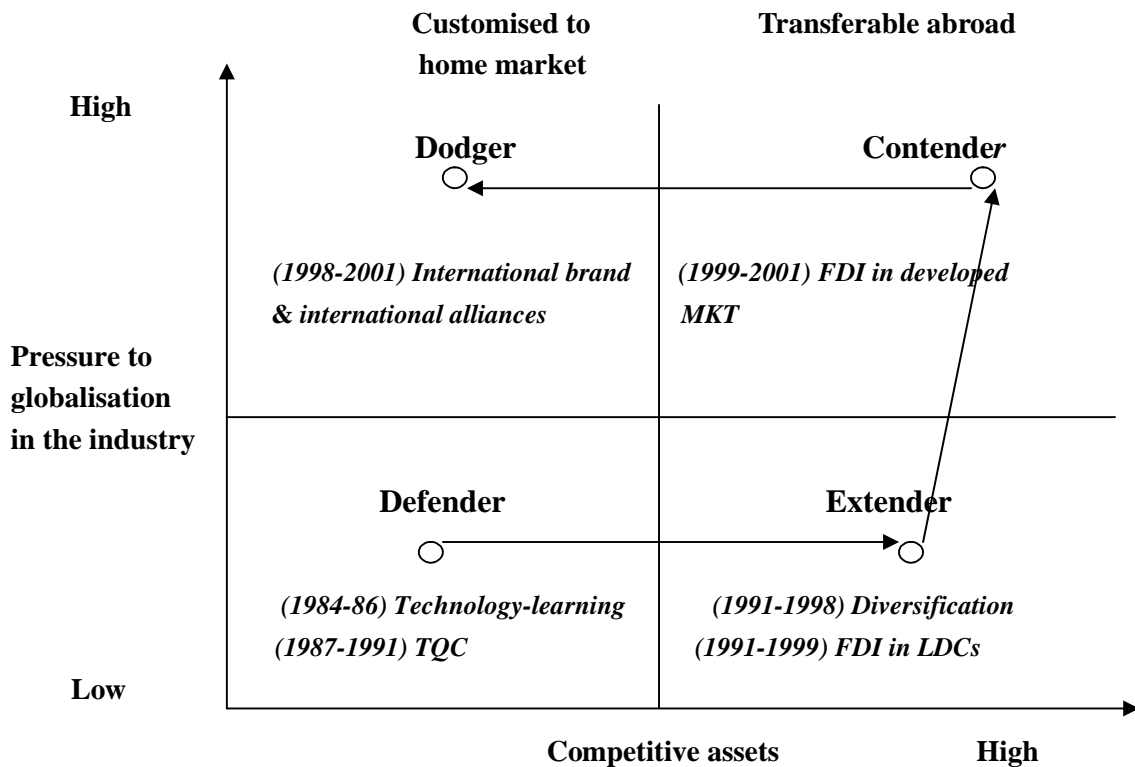 Customised to
home market
Transferable abroad
High
Dodger
Contender
(1998-2001) International brand
& international alliances
(1999-2001) FDI in developed
MKT
Pressure to
globalisation
in the industry
Defender
Extender
(1984-86) Technology-learning
(1987-1991) TQC
(1991-1998) Diversification
(1991-1999) FDI in LDCs
Low
Competitive assets
High